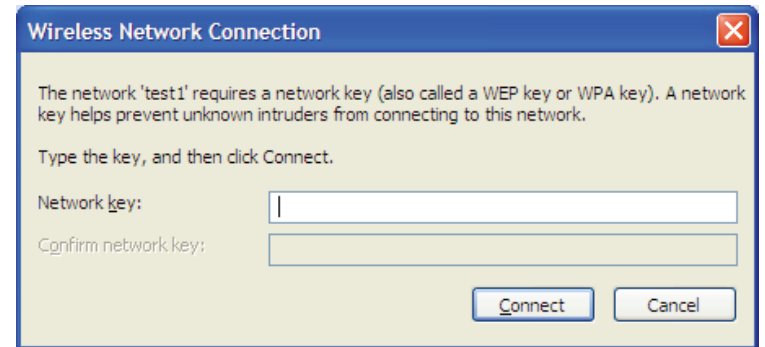 Wireless Network Connection
The network 'test1' requires a network key (also called a WEP key or WPA key). A network
key helps prevent unknown intruders from connecting to this network.
Type the key, and then click Connect.
Network key:
Confirm network key:
Connect Cancel